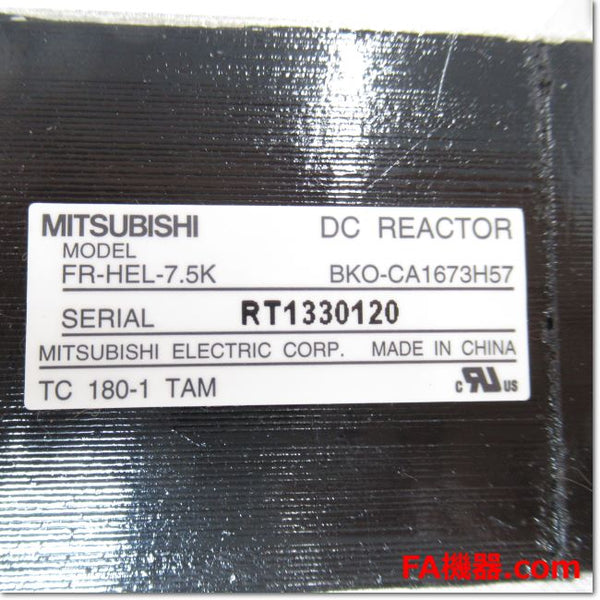 MITSUBISHI DC REACTOR
MODEL
FR-HEL-7.5K BKO-CA1673H57
SERIAL RT1330120
MITSUBISHI ELECTRIC CORP. MADE IN CHINA
TC 180-1 TAM c RU US
FA機器.com